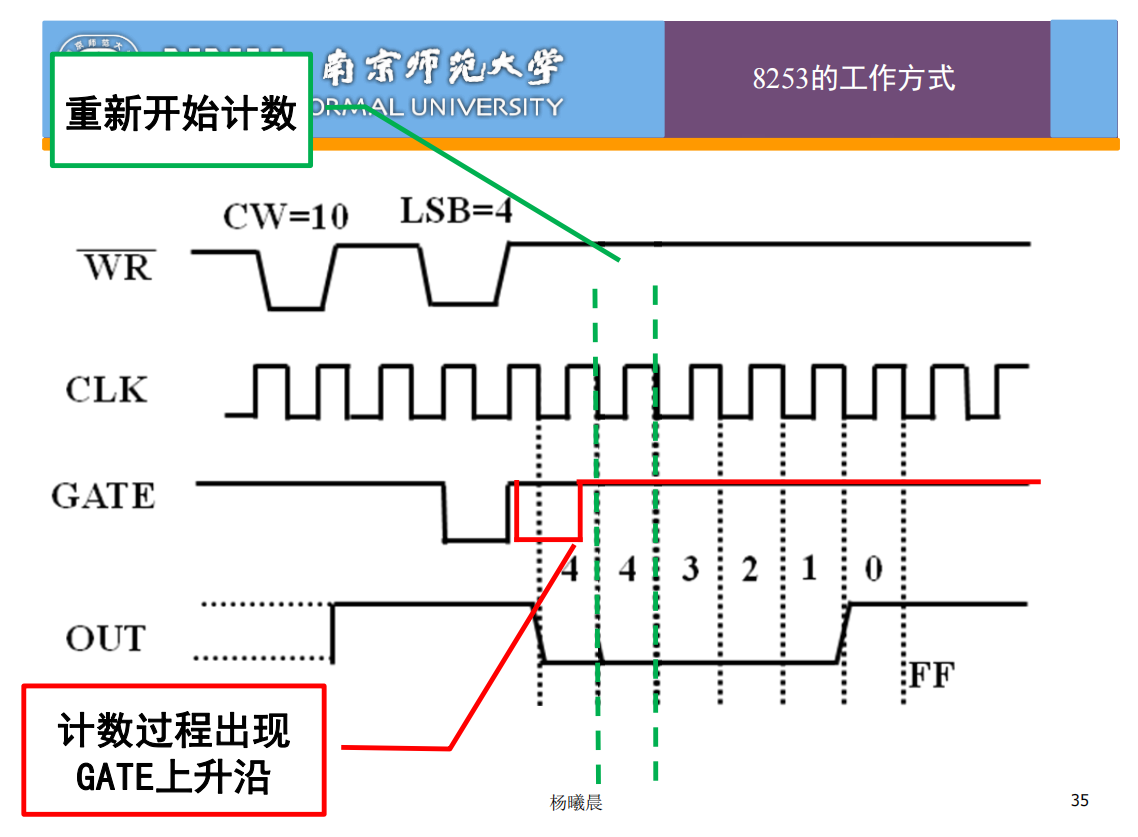 南京师范大学
ORMAL UNIVERSITY
8253的工作方式
重新开始计数
CW=10
LSB=4
WR
CLK
GATE
4 4 3 2 1 0
OUT
FF
计数过程出现
GATE上升沿
杨曦晨
35